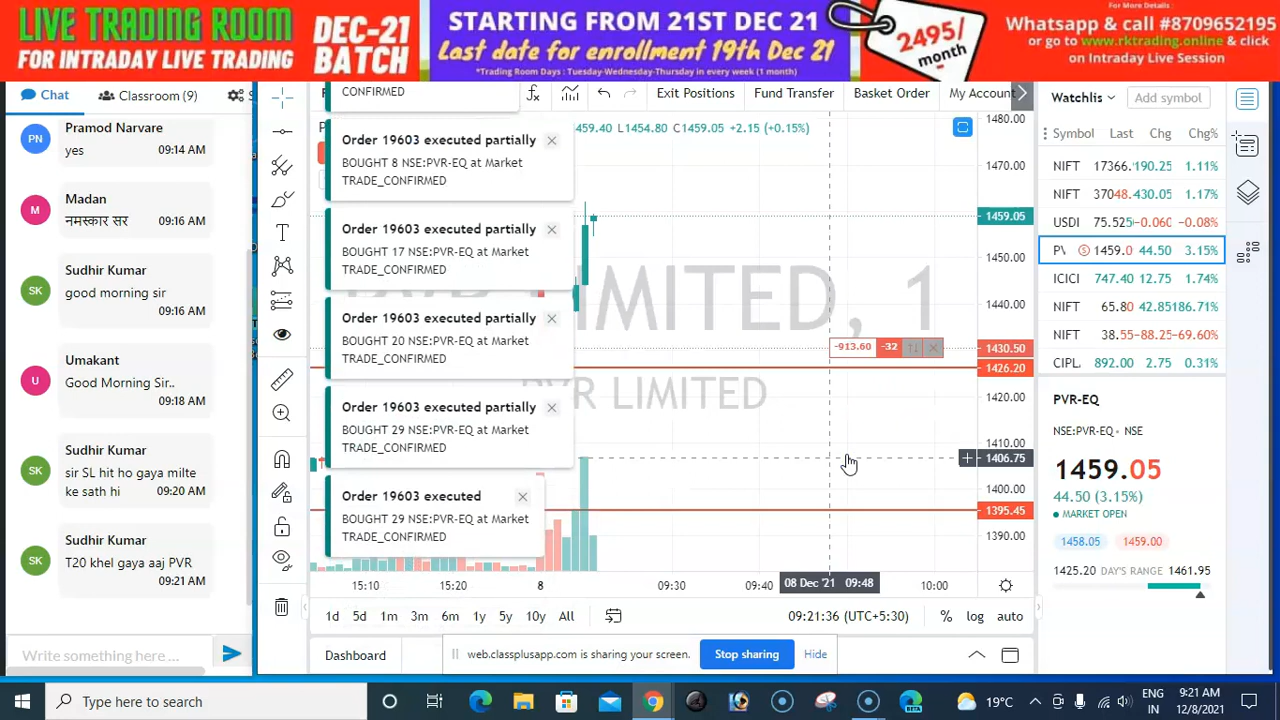 LIVE TRADING ROOM
FOR INTRADAY LIVE TRADING
DEC-21
BATCH
STARTING FROM 21ST DEC 21
Last date for enrollment 19th Dec 21
*Trading Room Days : Tuesday-Wednesday-Thursday in every week (1 month)
2495/
month
For More Details :
Whatsapp & call #8709652195
or go to www.rktrading.online & click
on Intraday Live Session
Chat
Classroom (9)
PN
Pramod Narvare
yes
09:14 AM
M
Madan
नमस्कार सर
09:16 AM
SK
Sudhir Kumar
good morning sir
09:16 AM
U
Umakant
Good Morning Sir..
09:18 AM
SK
Sudhir Kumar
sir SL hit ho gaya milte
ke sath hi
09:20 AM
SK
Sudhir Kumar
T20 khel gaya aaj PVR
09:21 AM
Write something here ...
CONFIRMED
Order 19603 executed partially
BOUGHT 8 NSE:PVR-EQ at Market
TRADE_CONFIRMED
Order 19603 executed partially
BOUGHT 17 NSE:PVR-EQ at Market
TRADE_CONFIRMED
Order 19603 executed partially
BOUGHT 20 NSE:PVR-EQ at Market
TRADE_CONFIRMED
Order 19603 executed partially
BOUGHT 29 NSE:PVR-EQ at Market
TRADE_CONFIRMED
Order 19603 executed
BOUGHT 29 NSE:PVR-EQ at Market
TRADE_CONFIRMED
Exit Positions
Fund Transfer
Basket Order
My Account
459.40 L1454.80 C1459.05 +2.15 (+0.15%)
LIMITED, 1
PVR LIMITED
-913.60 -32
1480.00
1470.00
1459.05
1450.00
1440.00
1430.50
1426.20
1420.00
1410.00
1406.75
1400.00
1395.45
1390.00
15:10 15:20 8 09:30 09:40 08 Dec '21 09:48 10:00
1d 5d 1m 3m 6m 1y 5y 10y All
09:21:36 (UTC+5:30) % log auto
Dashboard
web.classplusapp.com is sharing your screen.
Stop sharing
Hide
Watchlis
Add symbol
Symbol Last Chg Chg%
NIFT 17366. 190.25 1.11%
NIFT 37048. 430.05 1.17%
USDI 75.525 -0.060 -0.08%
PV 1459.0 44.50 3.15%
ICICI 747.40 12.75 1.74%
NIFT 65.80 42.85 186.71%
NIFT 38.55 -88.25 -69.60%
CIPL 892.00 2.75 0.31%
PVR-EQ
NSE:PVR-EQ • NSE
1459.05
44.50 (3.15%)
MARKET OPEN
1458.05 1459.00
1425.20 DAY'S RANGE 1461.95
Type here to search
BETA
19°C
ENG
IN
9:21 AM
12/8/2021